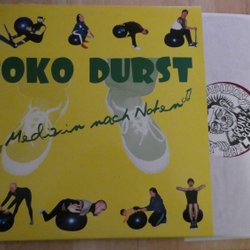 OKO DURST
Medizin nach Noten